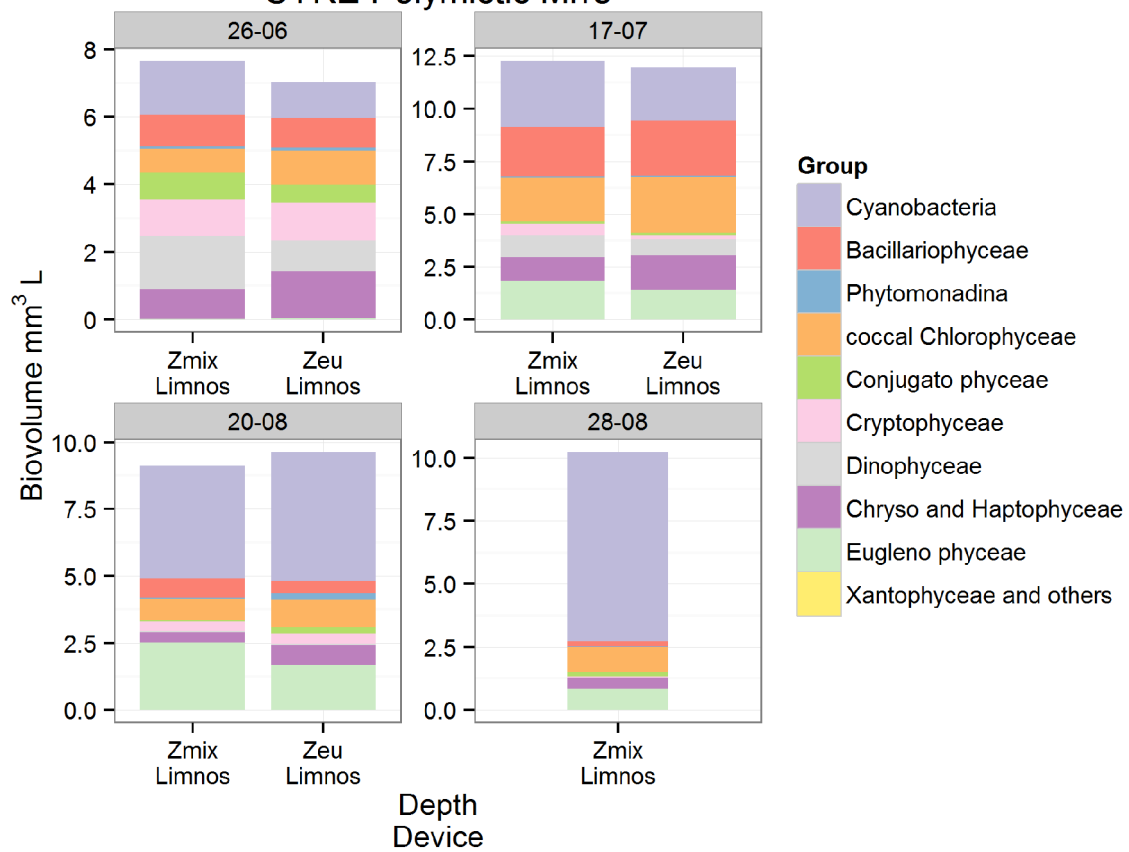 26-06
17-07
8
6
4
2
0
12.5
10.0
7.5
5.0
2.5
0.0
Zmix
Limnos
Zeu
Limnos
Zmix
Limnos
Zeu
Limnos
20-08
28-08
10.0
7.5
5.0
2.5
0.0
10.0
7.5
5.0
2.5
0.0
Zmix
Limnos
Zeu
Limnos
Zmix
Limnos
Biovolume mm³ L
Depth
Device
Group
Cyanobacteria
Bacillariophyceae
Phytomonadina
coccal Chlorophyceae
Conjugato phyceae
Cryptophyceae
Dinophyceae
Chryso and Haptophyceae
Eugleno phyceae
Xantophyceae and others